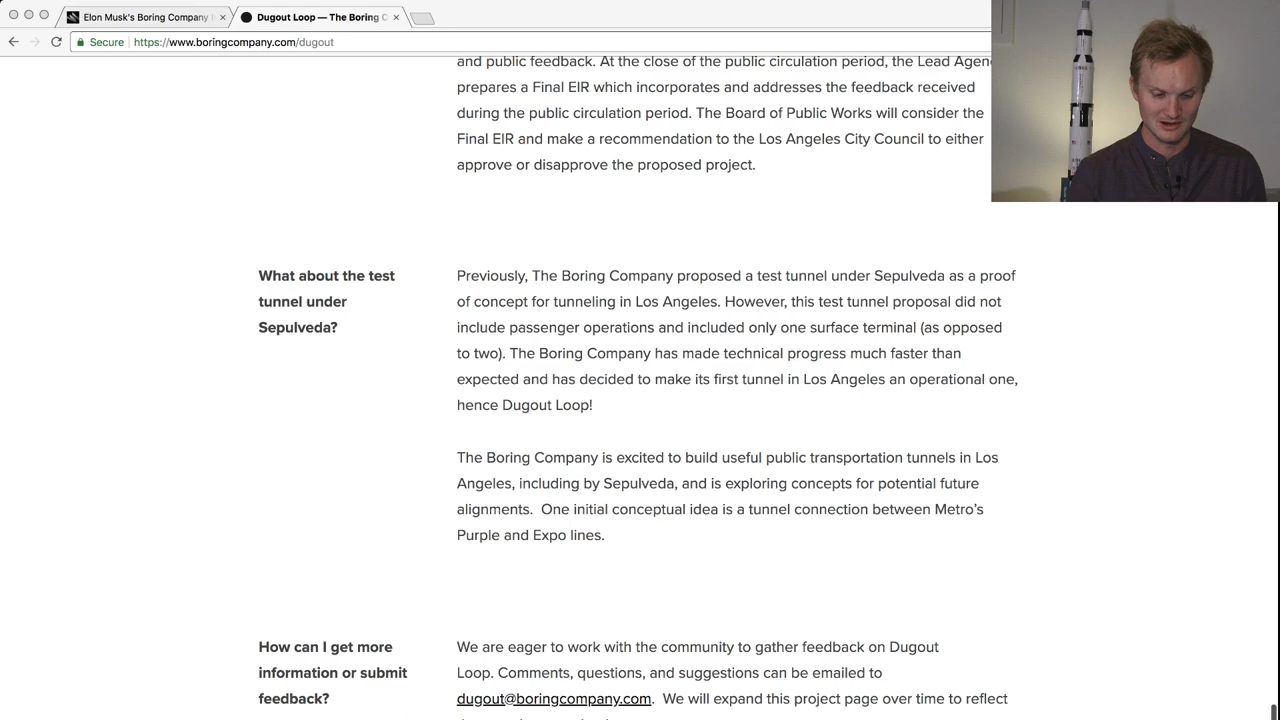 Elon Musk's Boring Company
Dugout Loop — The Boring C
Secure https://www.boringcompany.com/dugout
and public feedback. At the close of the public circulation period, the Lead Agen
prepares a Final EIR which incorporates and addresses the feedback received
during the public circulation period. The Board of Public Works will consider the
Final EIR and make a recommendation to the Los Angeles City Council to either
approve or disapprove the proposed project.
What about the test
tunnel under
Sepulveda?
Previously, The Boring Company proposed a test tunnel under Sepulveda as a proof
of concept for tunneling in Los Angeles. However, this test tunnel proposal did not
include passenger operations and included only one surface terminal (as opposed
to two). The Boring Company has made technical progress much faster than
expected and has decided to make its first tunnel in Los Angeles an operational one,
hence Dugout Loop!
The Boring Company is excited to build useful public transportation tunnels in Los
Angeles, including by Sepulveda, and is exploring concepts for potential future
alignments. One initial conceptual idea is a tunnel connection between Metro's
Purple and Expo lines.
How can I get more
information or submit
feedback?
We are eager to work with the community to gather feedback on Dugout
Loop. Comments, questions, and suggestions can be emailed to
dugout@boringcompany.com. We will expand this project page over time to reflect